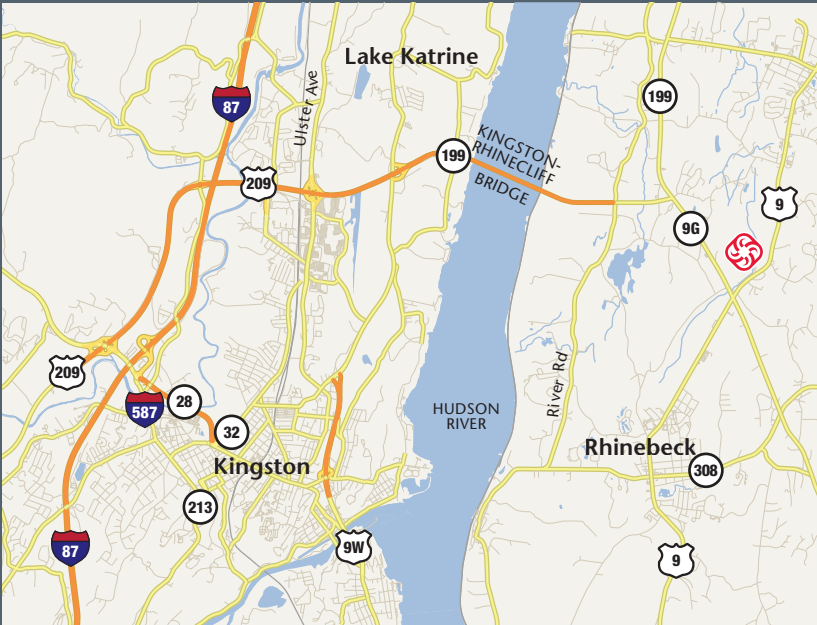 Lake Katrine
87
Ulster Ave
199
199
KINGSTON-
RHINECLIFF
BRIDGE
209
9
9G
209
587
28
32
River Rd
HUDSON
RIVER
Rhinebeck
308
Kingston
213
87
9W
9